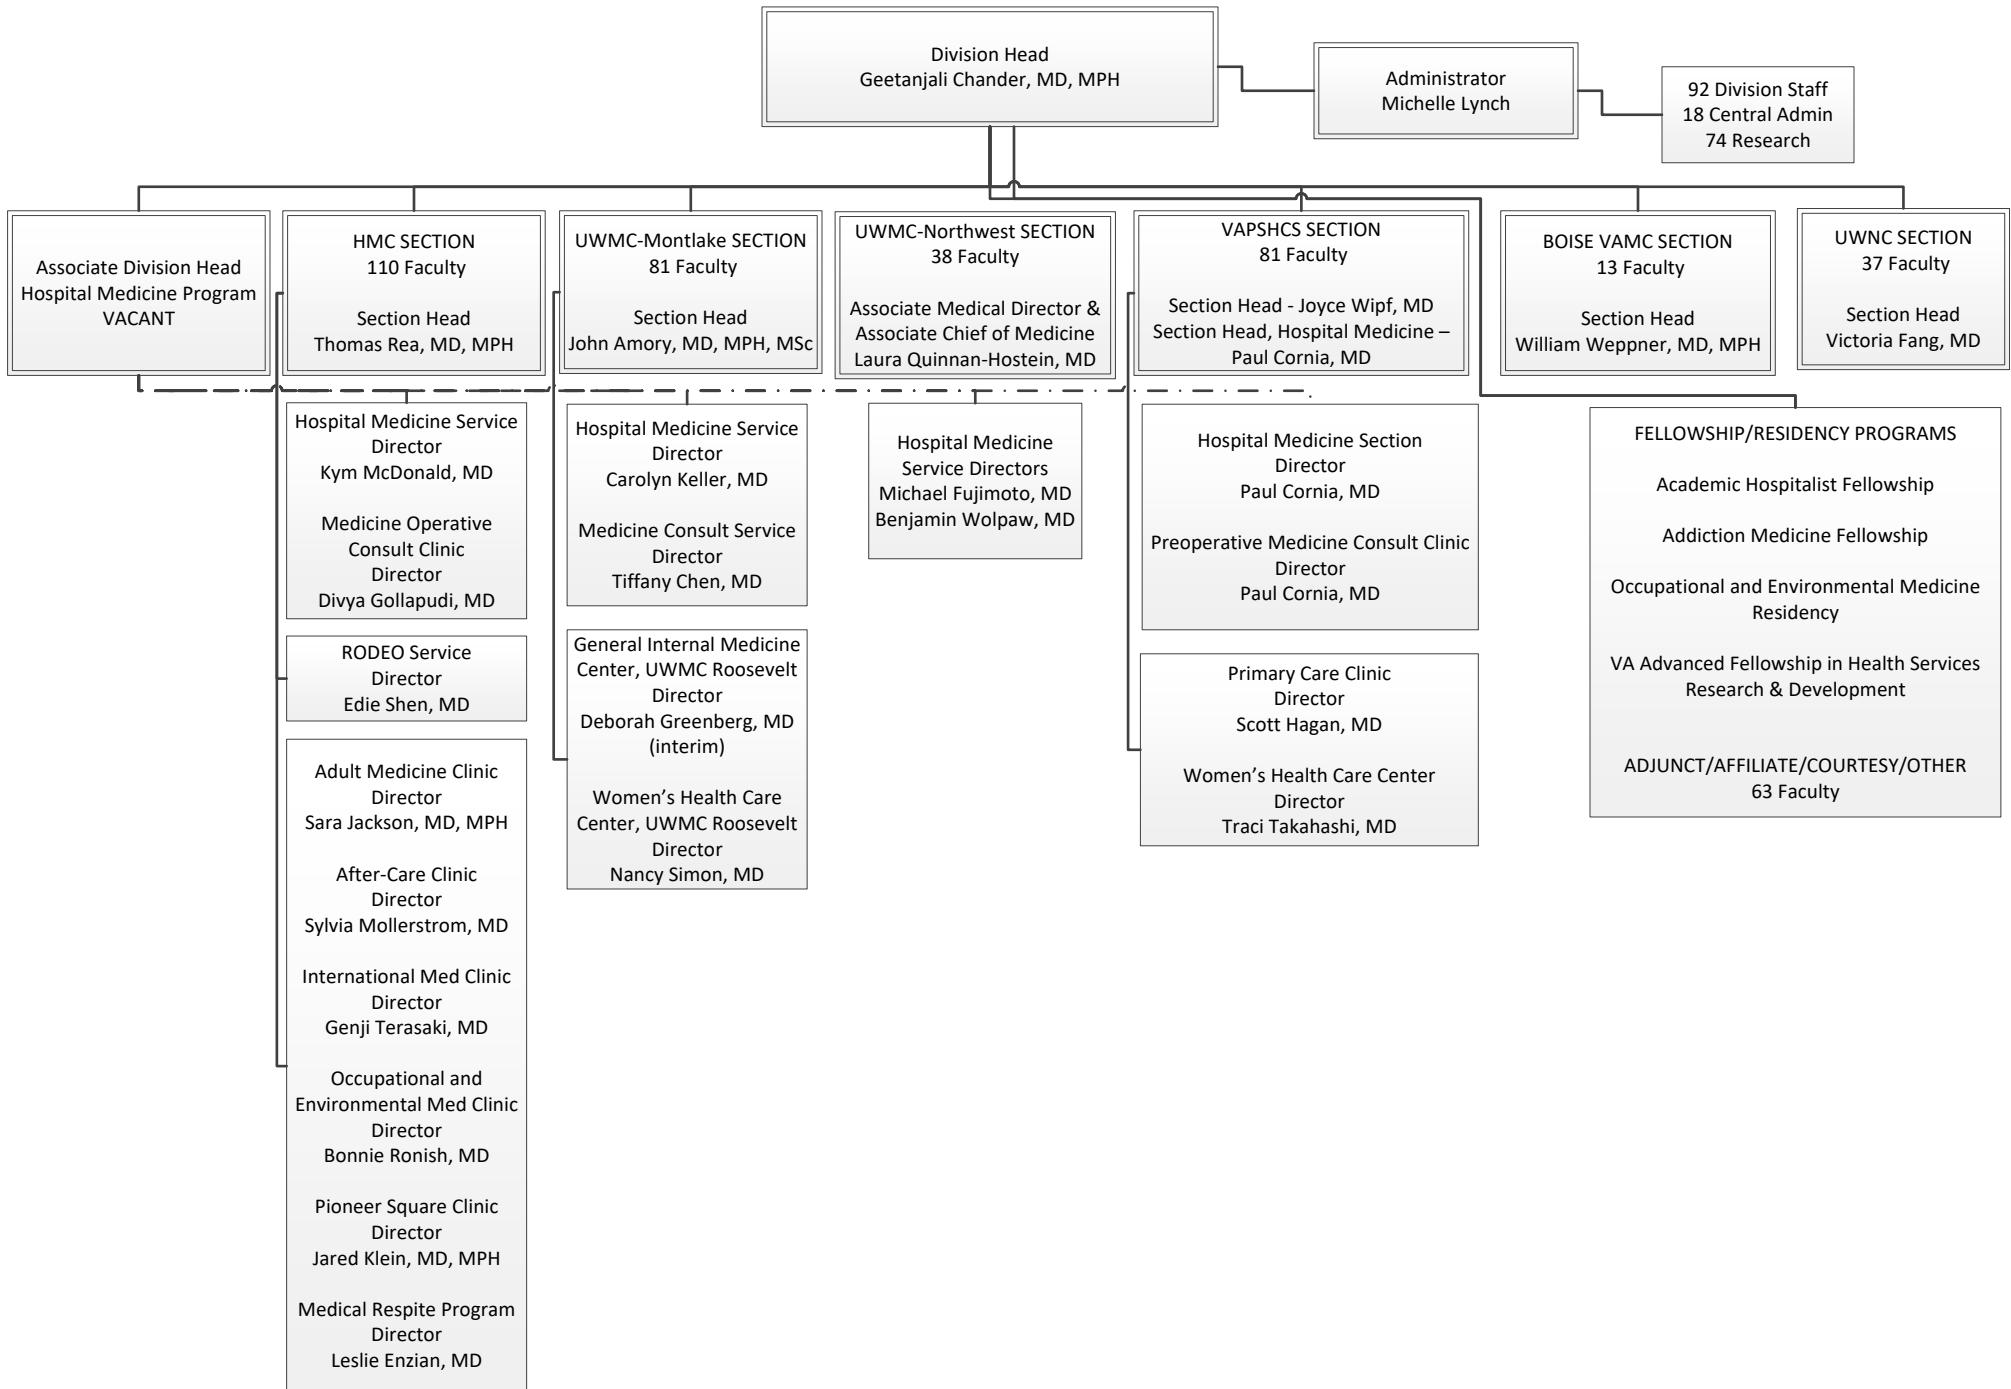 Division Head
Geetanjali Chander, MD, MPH
Administrator
Michelle Lynch
92 Division Staff
18 Central Admin
74 Research
Associate Division Head
Hospital Medicine Program
VACANT
HMC SECTION
110 Faculty
Section Head
Thomas Rea, MD, MPH
UWMC-Montlake SECTION
81 Faculty
Section Head
John Amory, MD, MPH, MSc
UWMC-Northwest SECTION
38 Faculty
Associate Medical Director &
Associate Chief of Medicine
Laura Quinnan-Hostein, MD
VAPSHCS SECTION
81 Faculty
Section Head - Joyce Wipf, MD
Section Head, Hospital Medicine –
Paul Cornia, MD
BOISE VAMC SECTION
13 Faculty
Section Head
William Weppner, MD, MPH
UWNC SECTION
37 Faculty
Section Head
Victoria Fang, MD
Hospital Medicine Service
Director
Kym McDonald, MD
Medicine Operative
Consult Clinic
Director
Divya Gollapudi, MD
RODEO Service
Director
Edie Shen, MD
Adult Medicine Clinic
Director
Sara Jackson, MD, MPH
After-Care Clinic
Director
Sylvia Mollerstrom, MD
International Med Clinic
Director
Genji Terasaki, MD
Occupational and
Environmental Med Clinic
Director
Bonnie Ronish, MD
Pioneer Square Clinic
Director
Jared Klein, MD, MPH
Medical Respite Program
Director
Leslie Enzian, MD
Hospital Medicine Service
Director
Carolyn Keller, MD
Medicine Consult Service
Director
Tiffany Chen, MD
General Internal Medicine
Center, UWMC Roosevelt
Director
Deborah Greenberg, MD
(interim)
Women’s Health Care
Center, UWMC Roosevelt
Director
Nancy Simon, MD
Hospital Medicine
Service Directors
Michael Fujimoto, MD
Benjamin Wolpaw, MD
Hospital Medicine Section
Director
Paul Cornia, MD
Preoperative Medicine Consult Clinic
Director
Paul Cornia, MD
Primary Care Clinic
Director
Scott Hagan, MD
Women’s Health Care Center
Director
Traci Takahashi, MD
FELLOWSHIP/RESIDENCY PROGRAMS
Academic Hospitalist Fellowship
Addiction Medicine Fellowship
Occupational and Environmental Medicine
Residency
VA Advanced Fellowship in Health Services
Research & Development
ADJUNCT/AFFILIATE/COURTESY/OTHER
63 Faculty